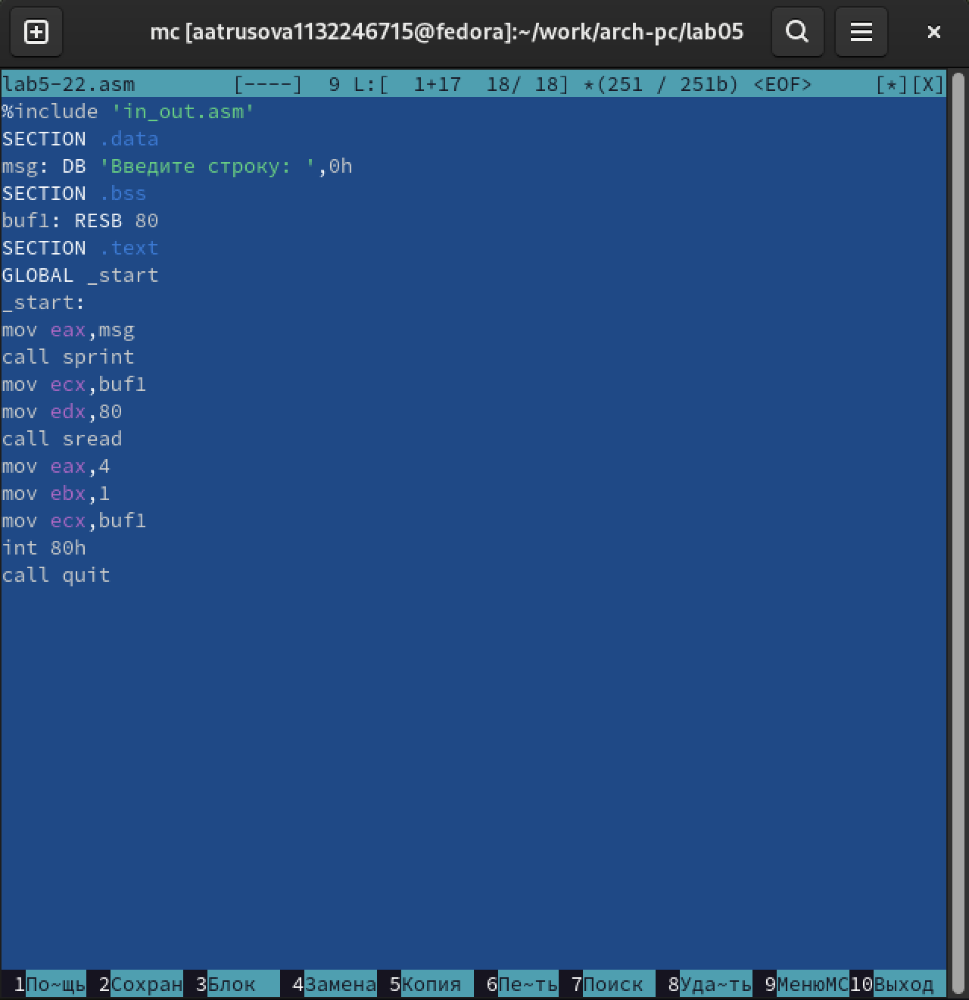 mc [aatrusova1132246715@fedora]:~/work/arch-pc/lab05
lab5-22.asm [----] 9 L:[ 1+17 18/ 18] *(251 / 251b) <EOF> [*][X]
%include 'in_out.asm'
SECTION .data
msg: DB 'Введите строку: ',0h
SECTION .bss
buf1: RESB 80
SECTION .text
GLOBAL _start
_start:
mov eax,msg
call sprint
mov ecx,buf1
mov edx,80
call sread
mov eax,4
mov ebx,1
mov ecx,buf1
int 80h
call quit
1По~щь 2Сохран 3Блок 4Замена 5Копия 6Пе~ть 7Поиск 8Уда~ть 9МенюМС 10Выход